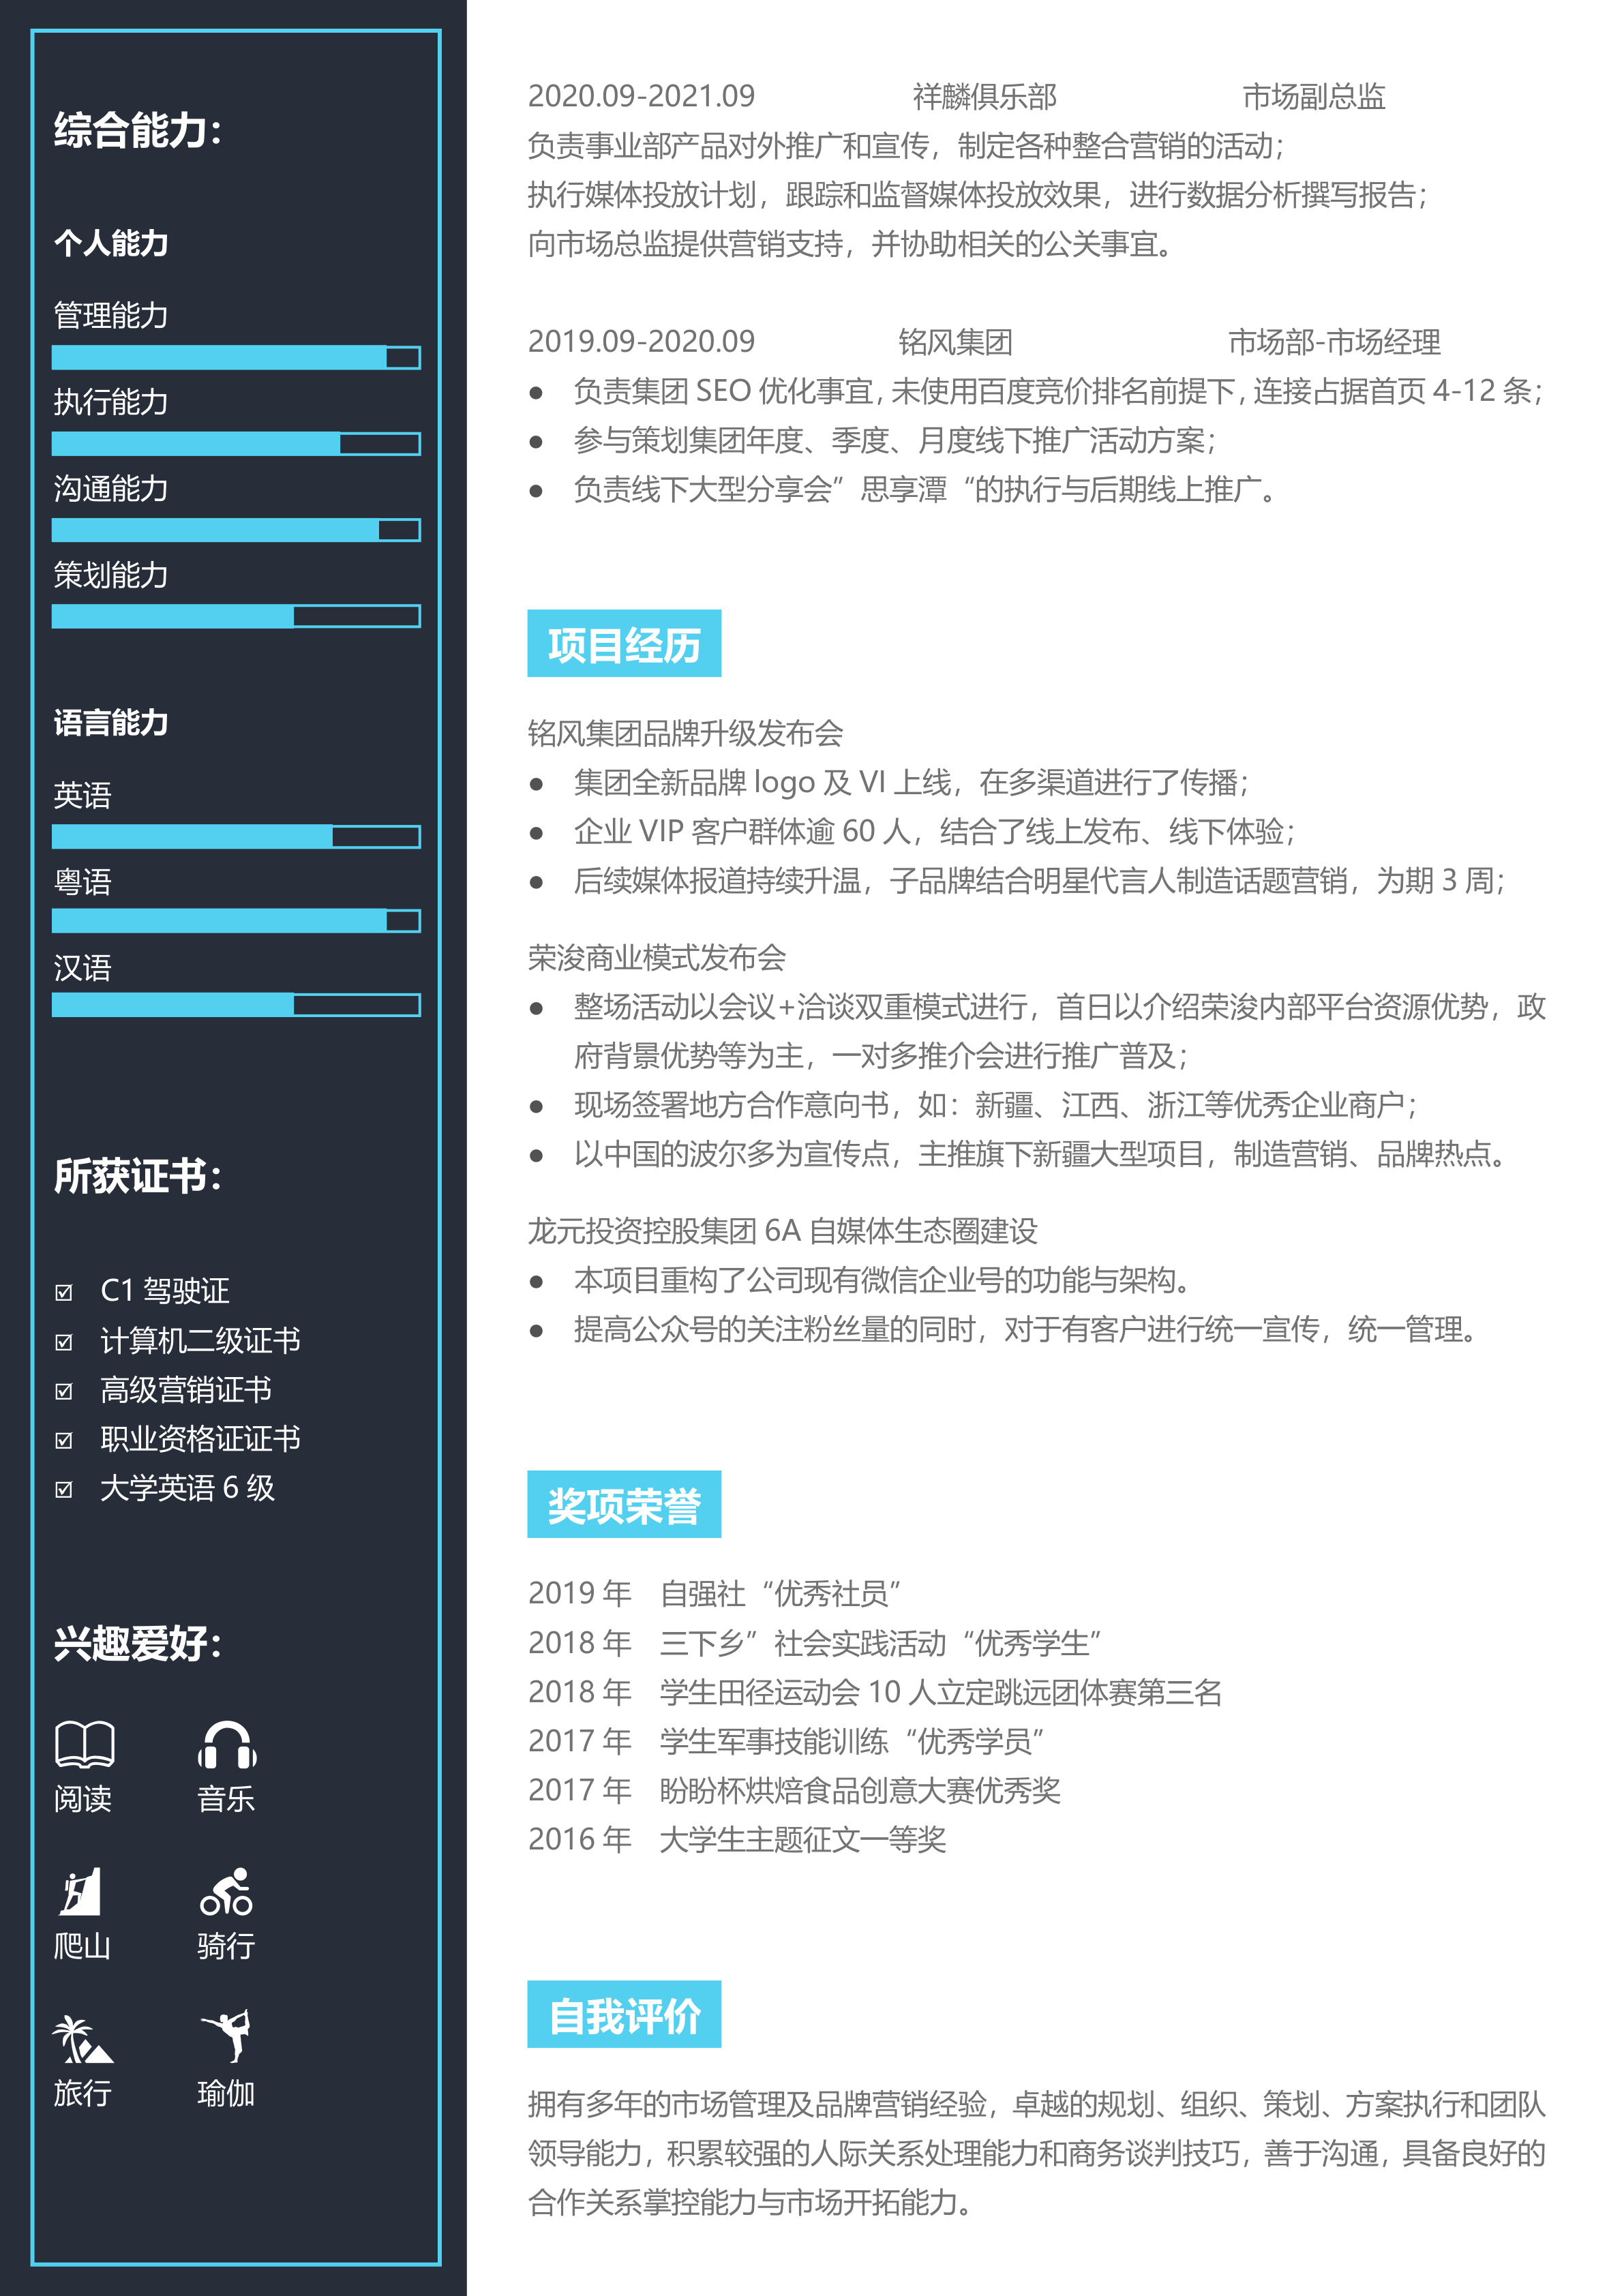 综合能力：
个人能力
管理能力
执行能力
沟通能力
策划能力
语言能力
英语
粤语
汉语
所获证书：
C1 驾驶证
计算机二级证书
高级营销证书
职业资格证证书
大学英语 6 级
兴趣爱好：
阅读 音乐
爬山 骑行
旅行 瑜伽
2020.09-2021.09 祥麟俱乐部 市场副总监
负责事业部产品对外推广和宣传，制定各种整合营销的活动；
执行媒体投放计划，跟踪和监督媒体投放效果，进行数据分析撰写报告；
向市场总监提供营销支持，并协助相关的公关事宜。
2019.09-2020.09 铭风集团 市场部-市场经理
● 负责集团 SEO 优化事宜，未使用百度竞价排名前提下，连接占据首页 4-12 条；
● 参与策划集团年度、季度、月度线下推广活动方案；
● 负责线下大型分享会”思享潭“的执行与后期线上推广。
项目经历
铭风集团品牌升级发布会
● 集团全新品牌 logo 及 VI 上线，在多渠道进行了传播；
● 企业 VIP 客户群体逾 60 人，结合了线上发布、线下体验；
● 后续媒体报道持续升温，子品牌结合明星代言人制造话题营销，为期 3 周；
荣浚商业模式发布会
● 整场活动以会议+洽谈双重模式进行，首日以介绍荣浚内部平台资源优势，政
府背景优势等为主，一对多推介会进行推广普及；
● 现场签署地方合作意向书，如：新疆、江西、浙江等优秀企业商户；
● 以中国的波尔多为宣传点，主推旗下新疆大型项目，制造营销、品牌热点。
龙元投资控股集团 6A 自媒体生态圈建设
● 本项目重构了公司现有微信企业号的功能与架构。
● 提高公众号的关注粉丝量的同时，对于有客户进行统一宣传，统一管理。
奖项荣誉
2019 年 自强社“优秀社员”
2018 年 三下乡”社会实践活动“优秀学生”
2018 年 学生田径运动会 10 人立定跳远团体赛第三名
2017 年 学生军事技能训练“优秀学员”
2017 年 盼盼杯烘焙食品创意大赛优秀奖
2016 年 大学生主题征文一等奖
自我评价
拥有多年的市场管理及品牌营销经验，卓越的规划、组织、策划、方案执行和团队
领导能力，积累较强的人际关系处理能力和商务谈判技巧，善于沟通，具备良好的
合作关系掌控能力与市场开拓能力。